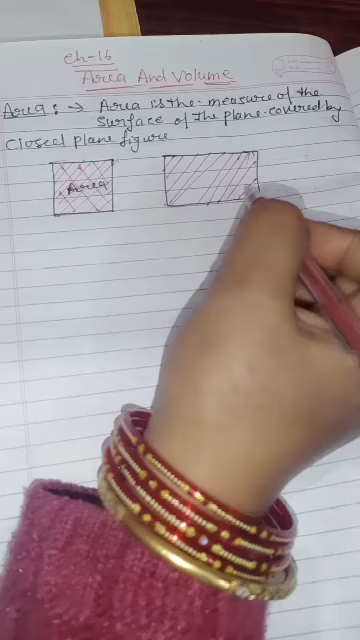 ch-16
Area And Volume
Area :→ Area is the measure of the
surface of the plane covered by
closed plane figure
Area